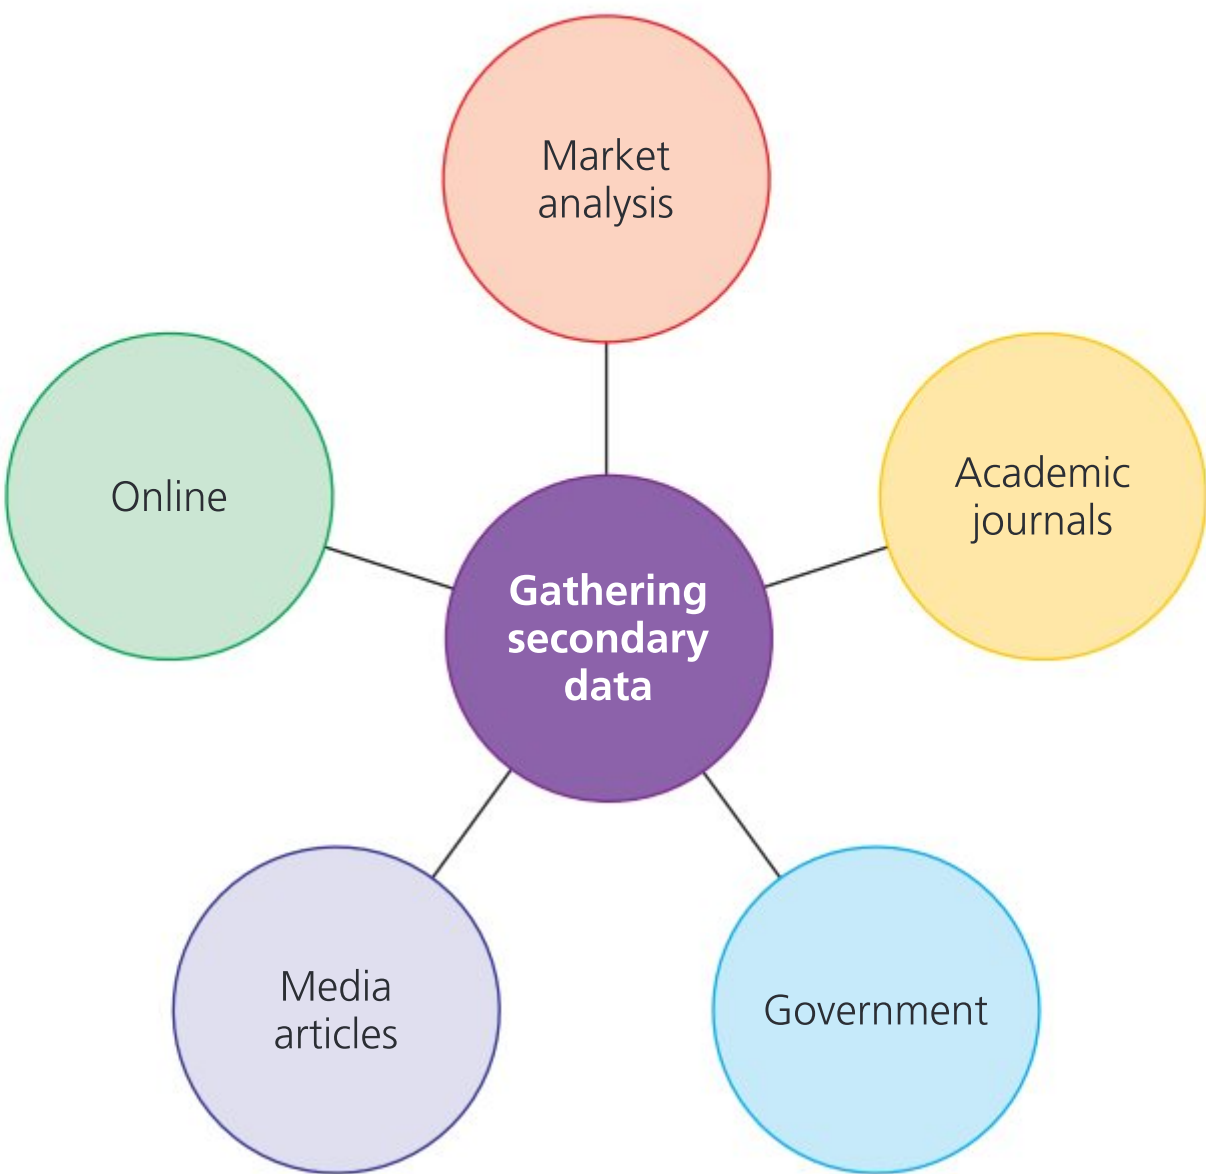 Market
analysis
Online
Academic
journals
Gathering
secondary
data
Media
articles
Government